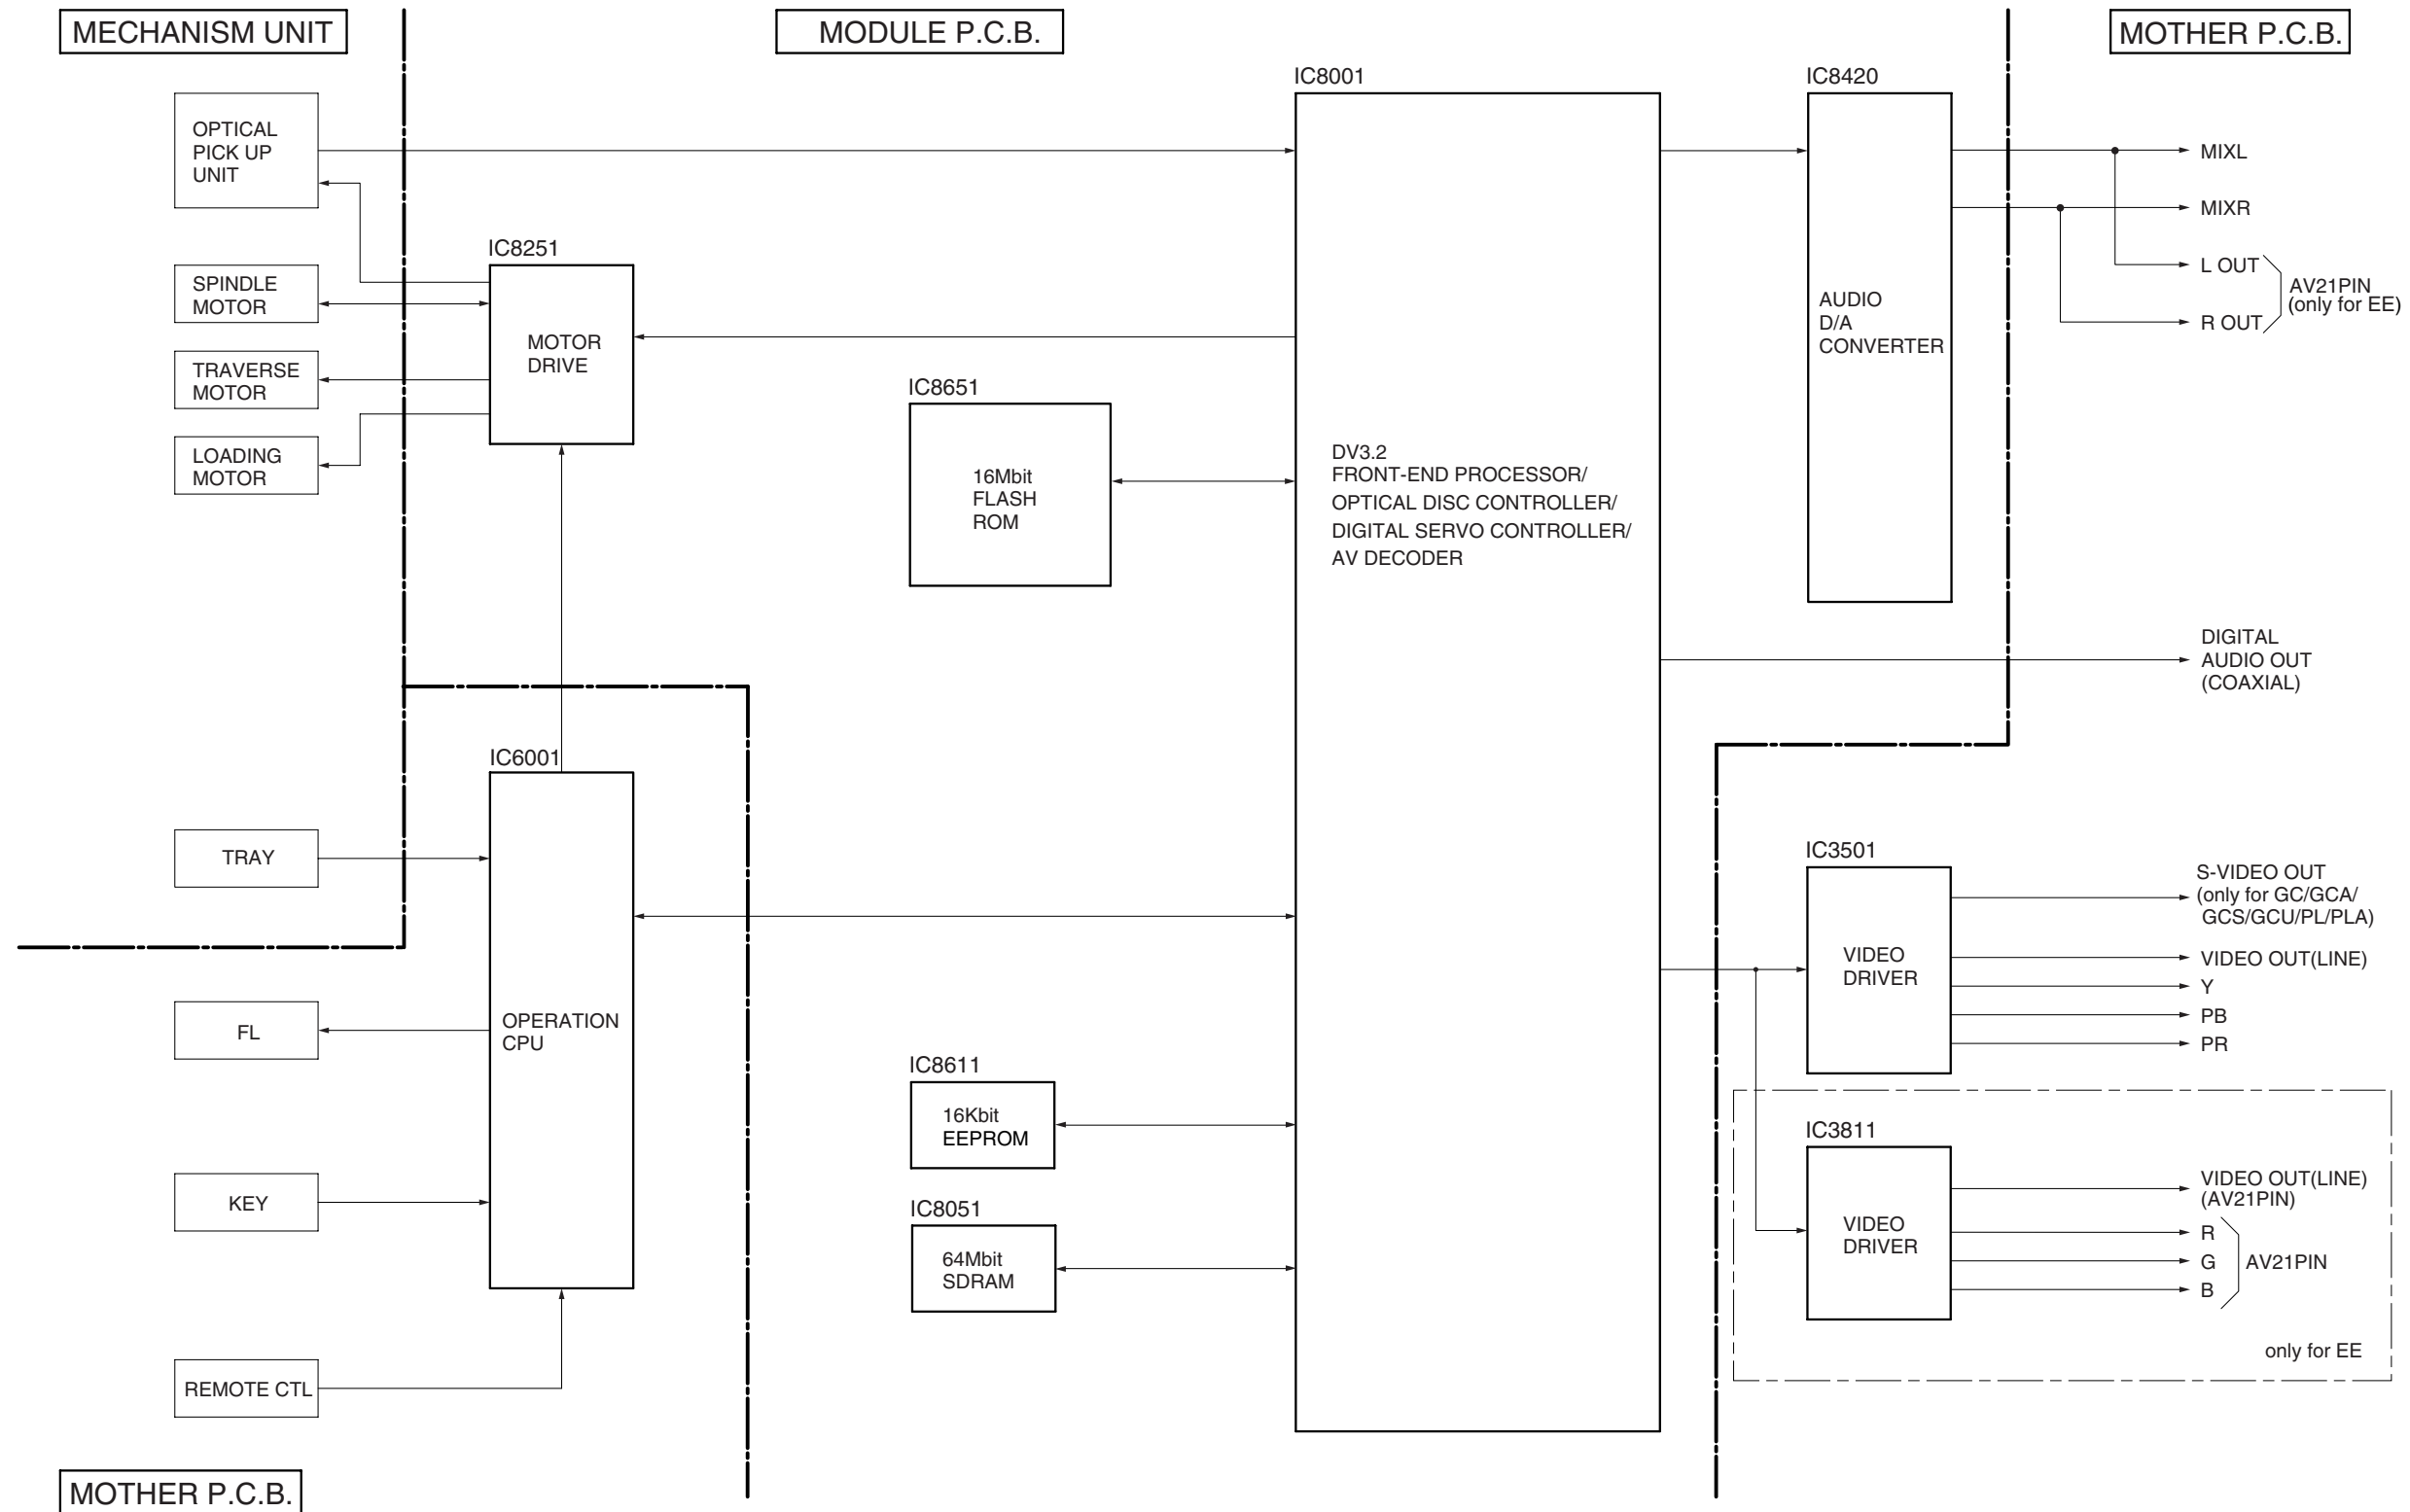 MECHANISM UNIT
MODULE P.C.B.
MOTHER P.C.B.
OPTICAL
PICK UP
UNIT
SPINDLE
MOTOR
TRAVERSE
MOTOR
LOADING
MOTOR
IC8251
MOTOR
DRIVE
IC8651
16Mbit
FLASH
ROM
IC8001
DV3.2
FRONT-END PROCESSOR/
OPTICAL DISC CONTROLLER/
DIGITAL SERVO CONTROLLER/
AV DECODER
IC8420
AUDIO
D/A
CONVERTER
MIXL
MIXR
L OUT
R OUT
AV21PIN
(only for EE)
DIGITAL
AUDIO OUT
(COAXIAL)
IC6001
OPERATION
CPU
TRAY
FL
KEY
REMOTE CTL
IC8611
16Kbit
EEPROM
IC8051
64Mbit
SDRAM
IC3501
VIDEO
DRIVER
S-VIDEO OUT
(only for GC/GCA/
GCS/GCU/PL/PLA)
VIDEO OUT(LINE)
Y
PB
PR
IC3811
VIDEO
DRIVER
VIDEO OUT(LINE)
(AV21PIN)
R
G
B
AV21PIN
only for EE
MOTHER P.C.B.